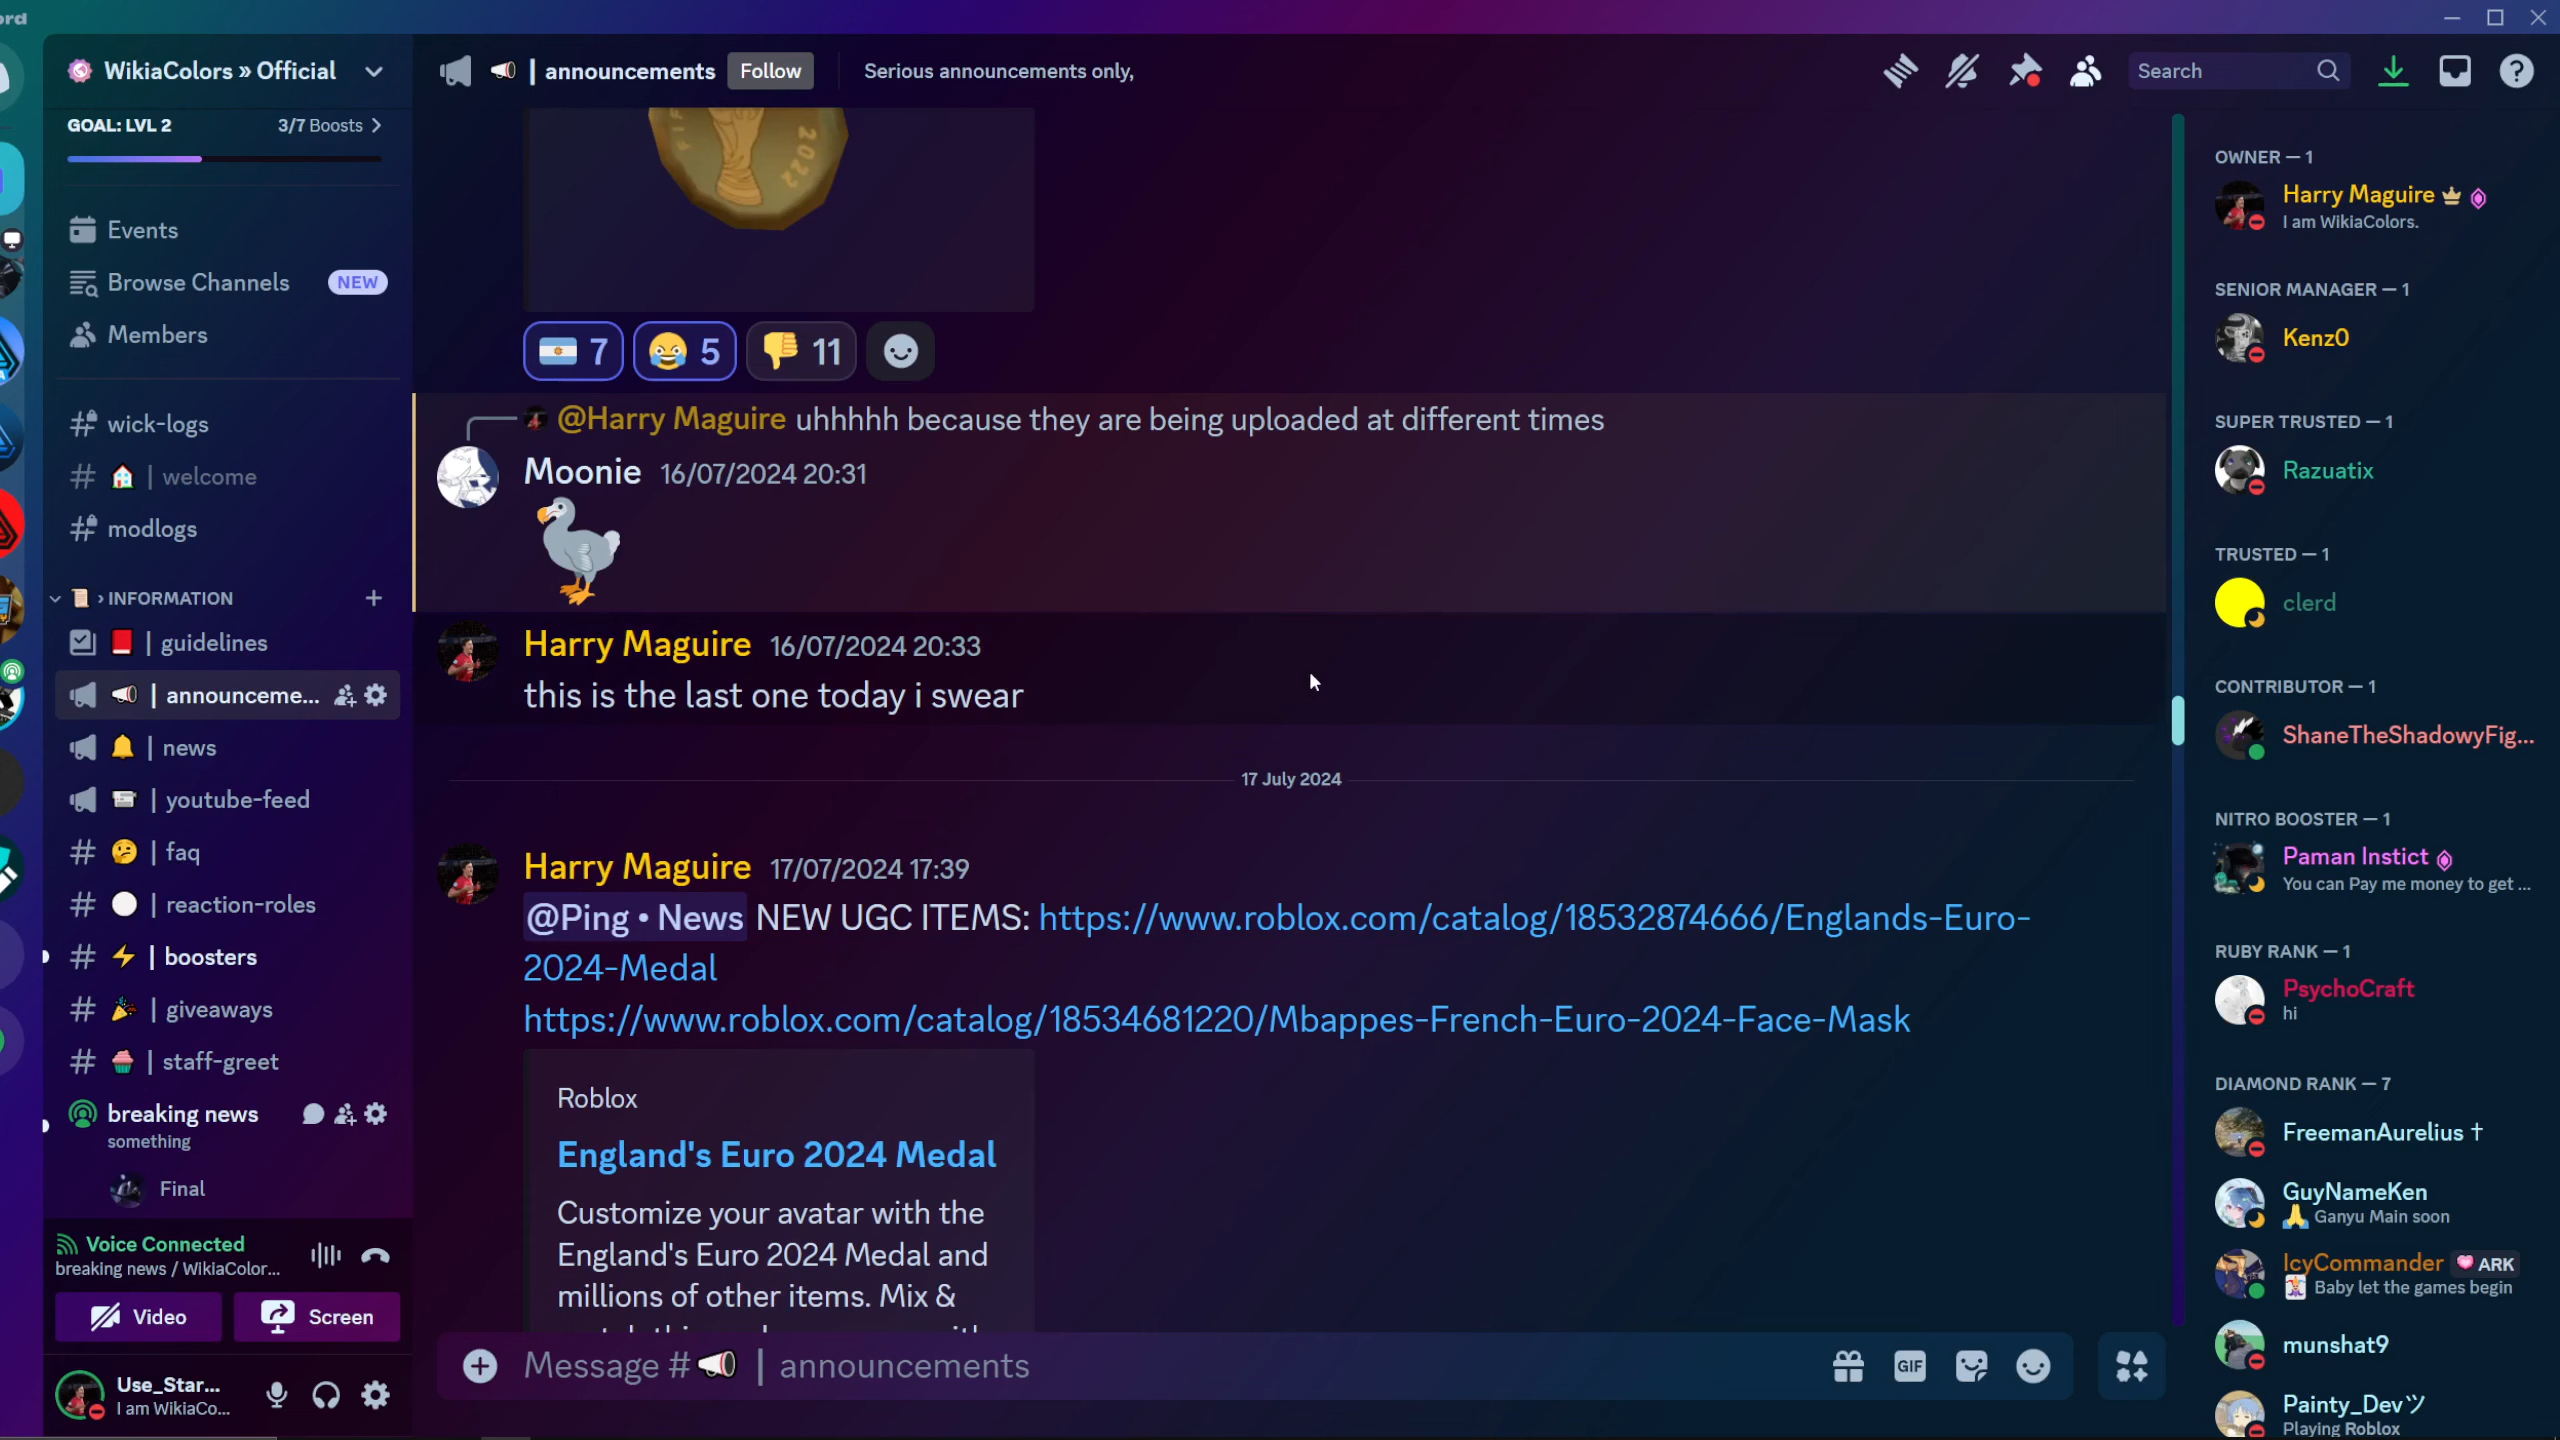 ord
WikiaColors » Official
GOAL: LVL 2
3/7 Boosts
Events
Browse Channels
NEW
Members
wick-logs
| welcome
modlogs
› INFORMATION
| guidelines
| announceme...
| news
| youtube-feed
| faq
| reaction-roles
| boosters
| giveaways
| staff-greet
breaking news
something
Final
Voice Connected
breaking news / WikiaColor...
Video
Screen
Use_Star...
I am WikiaCo...
| announcements
Follow
Serious announcements only,
Search
FIF
2022
7
5
11
@Harry Maguire uhhhhh because they are being uploaded at different times
Moonie 16/07/2024 20:31
Harry Maguire 16/07/2024 20:33
this is the last one today i swear
17 July 2024
Harry Maguire 17/07/2024 17:39
@Ping • News NEW UGC ITEMS: https://www.roblox.com/catalog/18532874666/Englands-Euro-
2024-Medal
https://www.roblox.com/catalog/18534681220/Mbappes-French-Euro-2024-Face-Mask
Roblox
England's Euro 2024 Medal
Customize your avatar with the
England's Euro 2024 Medal and
millions of other items. Mix &
Message # | announcements
GIF
OWNER — 1
Harry Maguire
I am WikiaColors.
SENIOR MANAGER — 1
Kenz0
SUPER TRUSTED — 1
Razuatix
TRUSTED — 1
clerd
CONTRIBUTOR — 1
ShaneTheShadowyFig...
NITRO BOOSTER — 1
Paman Instict
You can Pay me money to get ...
RUBY RANK — 1
PsychoCraft
hi
DIAMOND RANK — 7
FreemanAurelius †
GuyNameKen
Ganyu Main soon
IcyCommander ARK
Baby let the games begin
munshat9
Painty_Devツ
Playing Roblox